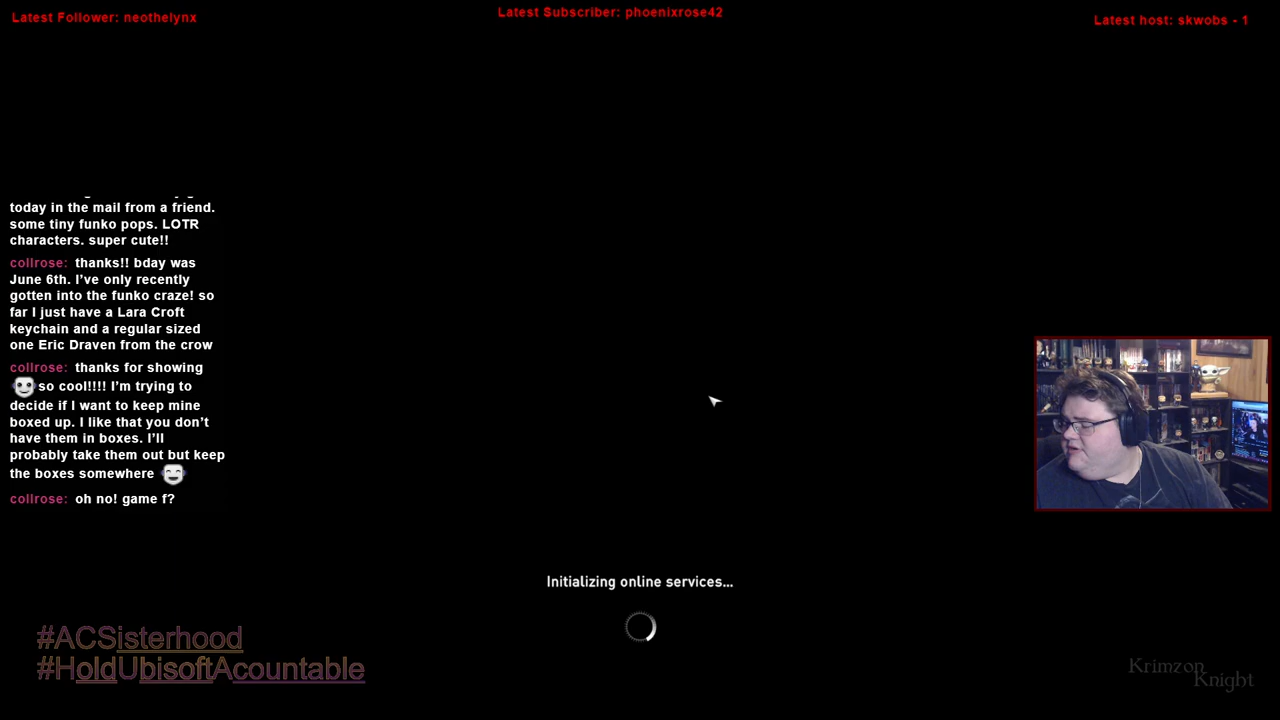 Latest Follower: neothelynx
Latest Subscriber: phoenixrose42
Latest host: skwobs - 1
today in the mail from a friend.
some tiny funko pops. LOTR
characters. super cute!!
collrose: thanks!! bday was
June 6th. I've only recently
gotten into the funko craze! so
far I just have a Lara Croft
keychain and a regular sized
one Eric Draven from the crow
collrose: thanks for showing
so cool!!!! I'm trying to
decide if I want to keep mine
boxed up. I like that you don't
have them in boxes. I'll
probably take them out but keep
the boxes somewhere
collrose: oh no! game f?
Initializing online services...
#ACSisterhood
#HoldUbisoftAcountable
Krimzon
Knight